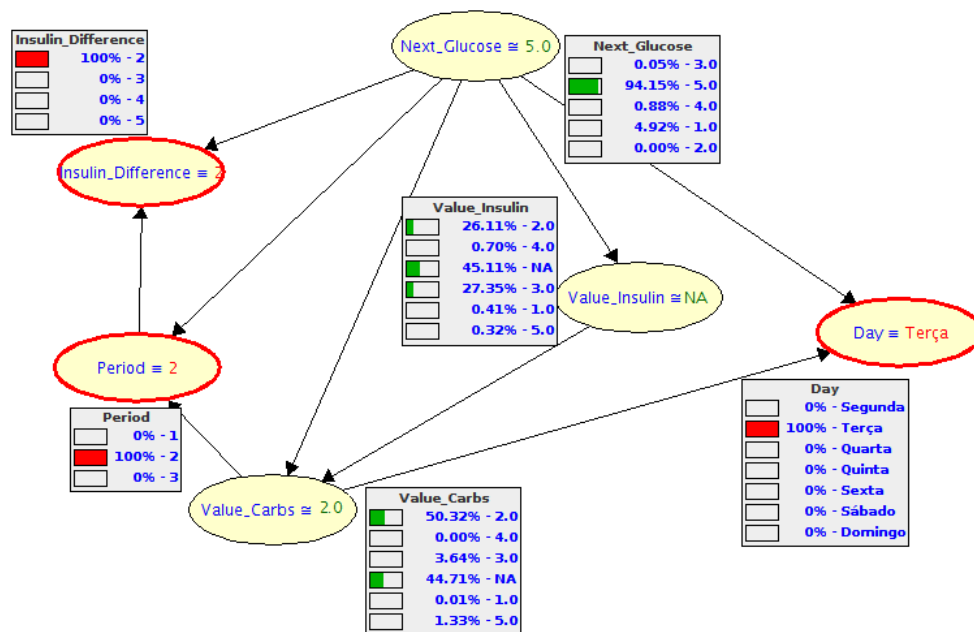 Insulin_Difference
100% - 2
0% - 3
0% - 4
0% - 5
Next_Glucose ≅ 5.0
Next_Glucose
0.05% - 3.0
94.15% - 5.0
0.88% - 4.0
4.92% - 1.0
0.00% - 2.0
Insulin_Difference ≡ 2
Value_Insulin
26.11% - 2.0
0.70% - 4.0
45.11% - NA
27.35% - 3.0
0.41% - 1.0
0.32% - 5.0
Value_Insulin ≅ NA
Day ≡ Terça
Period ≡ 2
Period
0% - 1
100% - 2
0% - 3
Day
0% - Segunda
100% - Terça
0% - Quarta
0% - Quinta
0% - Sexta
0% - Sábado
0% - Domingo
Value_Carbs ≅ 2.0
Value_Carbs
50.32% - 2.0
0.00% - 4.0
3.64% - 3.0
44.71% - NA
0.01% - 1.0
1.33% - 5.0